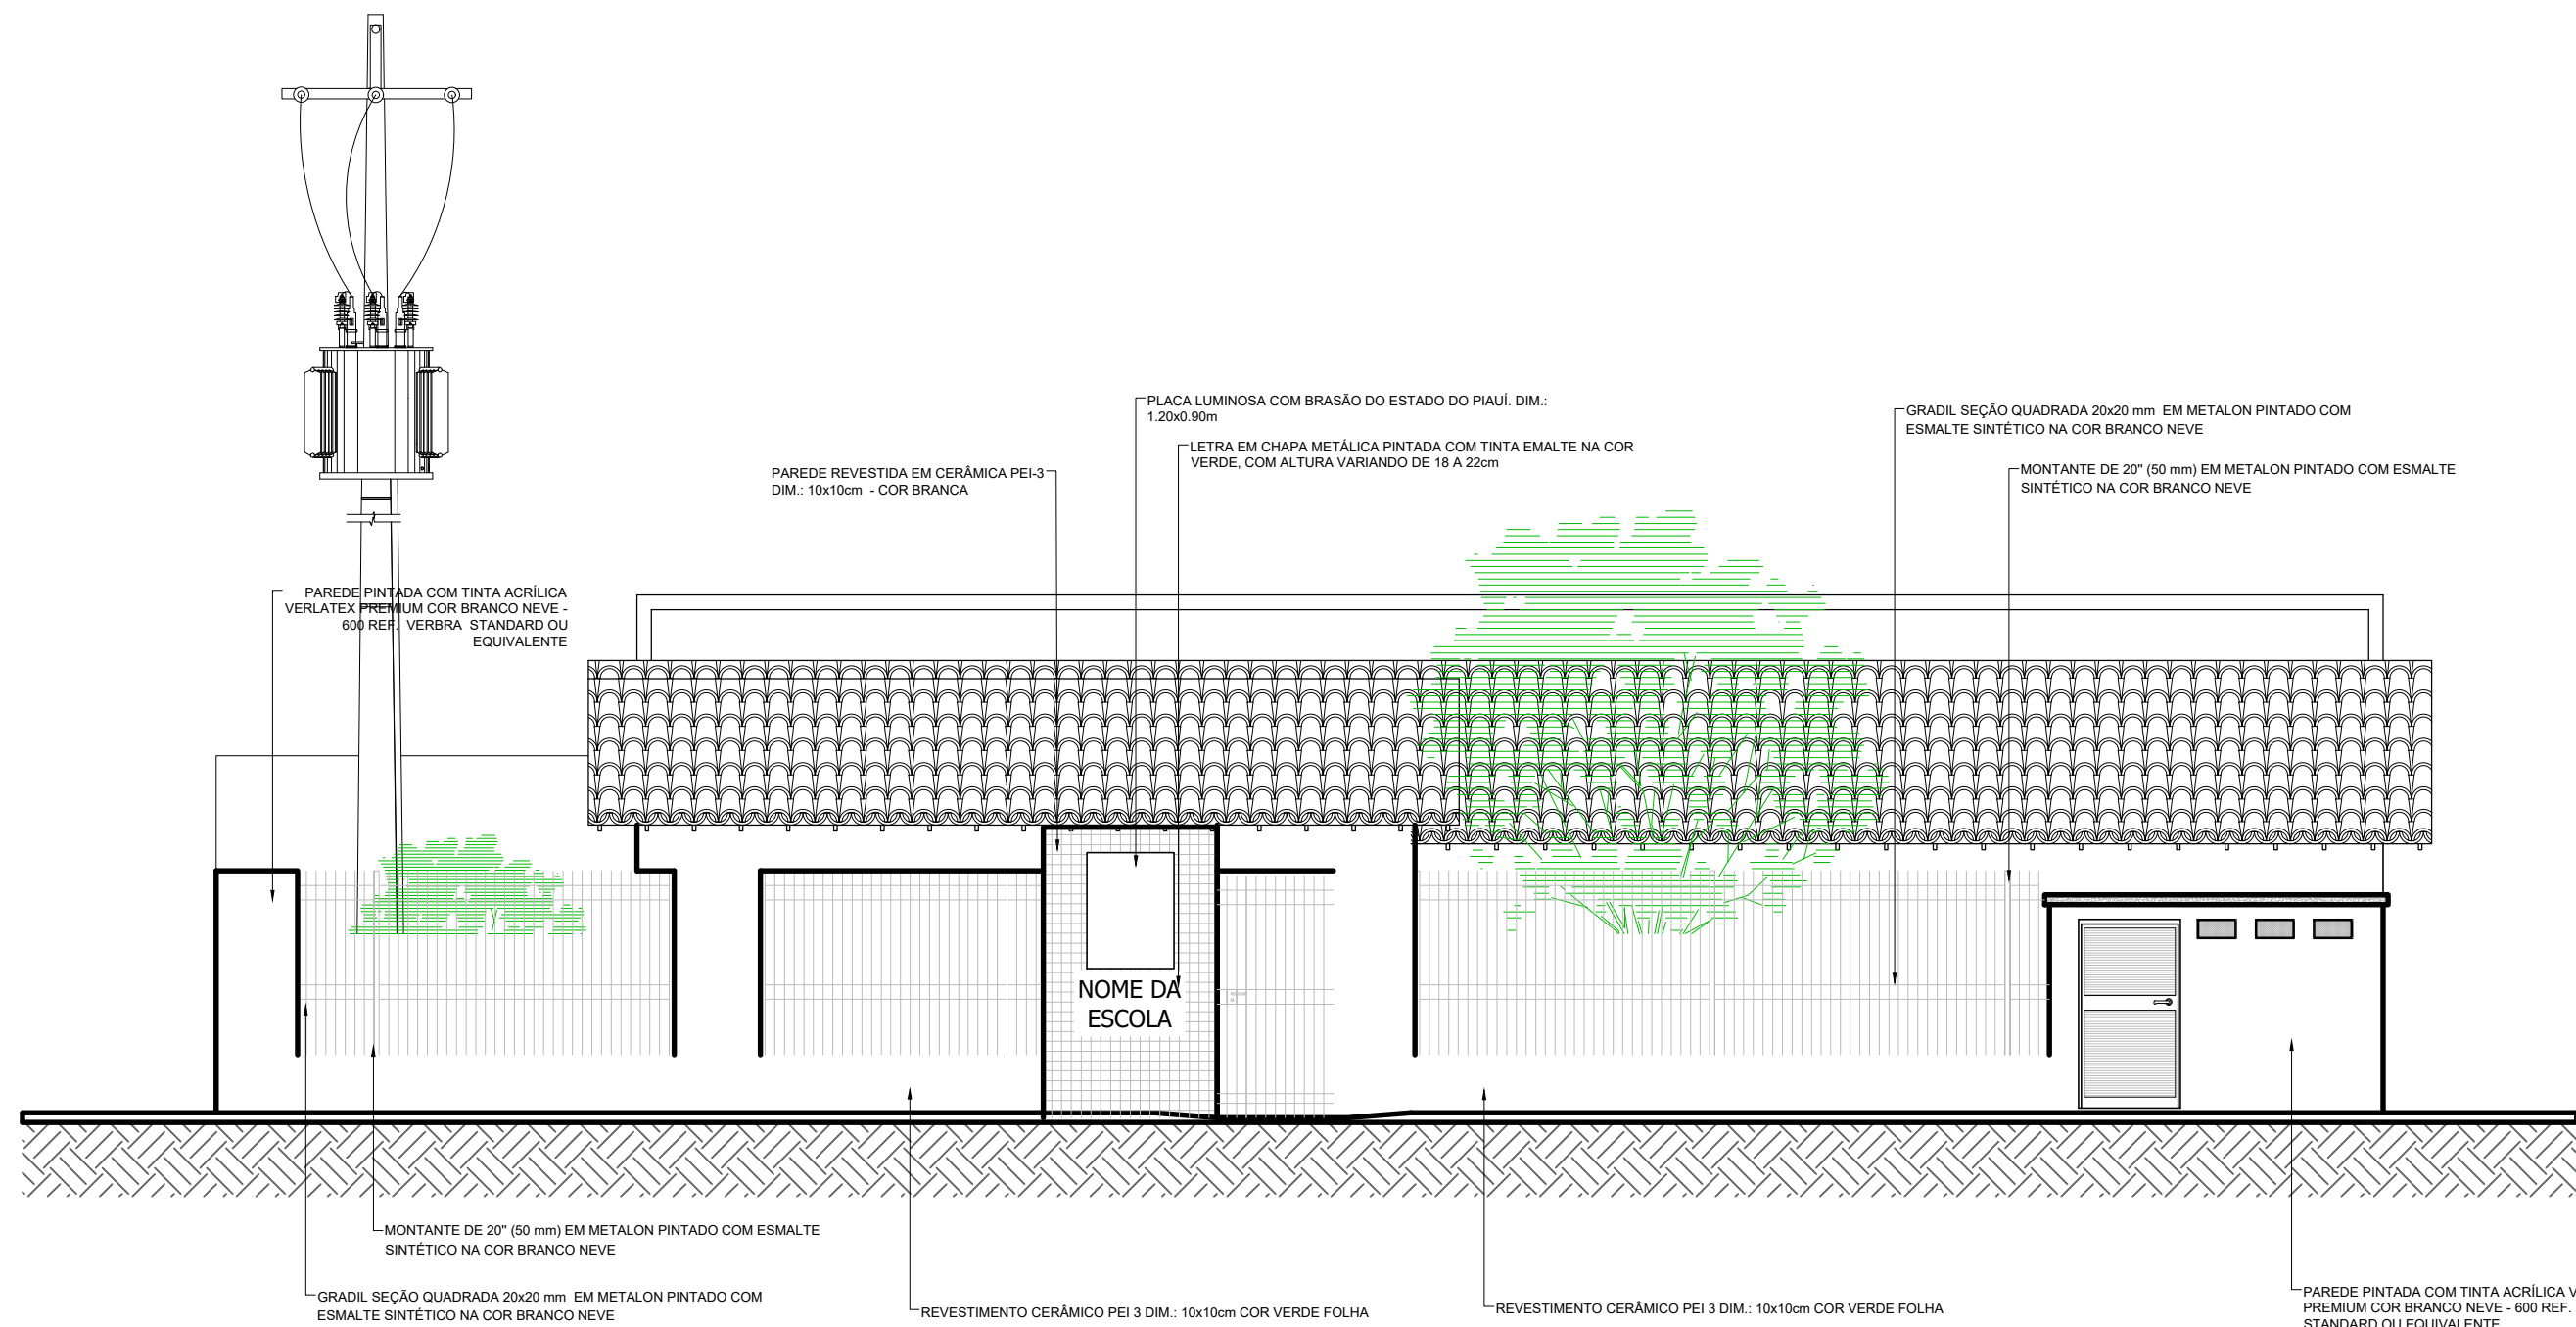 PLACA LUMINOSA COM BRASÃO DO ESTADO DO PIAUÍ. DIM.:
1.20x0.90m
GRADIL SEÇÃO QUADRADA 20x20 mm EM METALON PINTADO COM
ESMALTE SINTÉTICO NA COR BRANCO NEVE
LETRA EM CHAPA METÁLICA PINTADA COM TINTA EMALTE NA COR
VERDE, COM ALTURA VARIANDO DE 18 A 22cm
PAREDE REVESTIDA EM CERÂMICA PEI-3
DIM.: 10x10cm - COR BRANCA
MONTANTE DE 20" (50 mm) EM METALON PINTADO COM ESMALTE
SINTÉTICO NA COR BRANCO NEVE
PAREDE PINTADA COM TINTA ACRÍLICA
VERLATEX PREMIUM COR BRANCO NEVE -
600 REF. VERBRA STANDARD OU
EQUIVALENTE
NOME DA
ESCOLA
MONTANTE DE 20" (50 mm) EM METALON PINTADO COM ESMALTE
SINTÉTICO NA COR BRANCO NEVE
GRADIL SEÇÃO QUADRADA 20x20 mm EM METALON PINTADO COM
ESMALTE SINTÉTICO NA COR BRANCO NEVE
REVESTIMENTO CERÂMICO PEI 3 DIM.: 10x10cm COR VERDE FOLHA
REVESTIMENTO CERÂMICO PEI 3 DIM.: 10x10cm COR VERDE FOLHA
PAREDE PINTADA COM TINTA ACRÍLICA
PREMIUM COR BRANCO NEVE - 600 REF.
STANDARD OU EQUIVALENTE